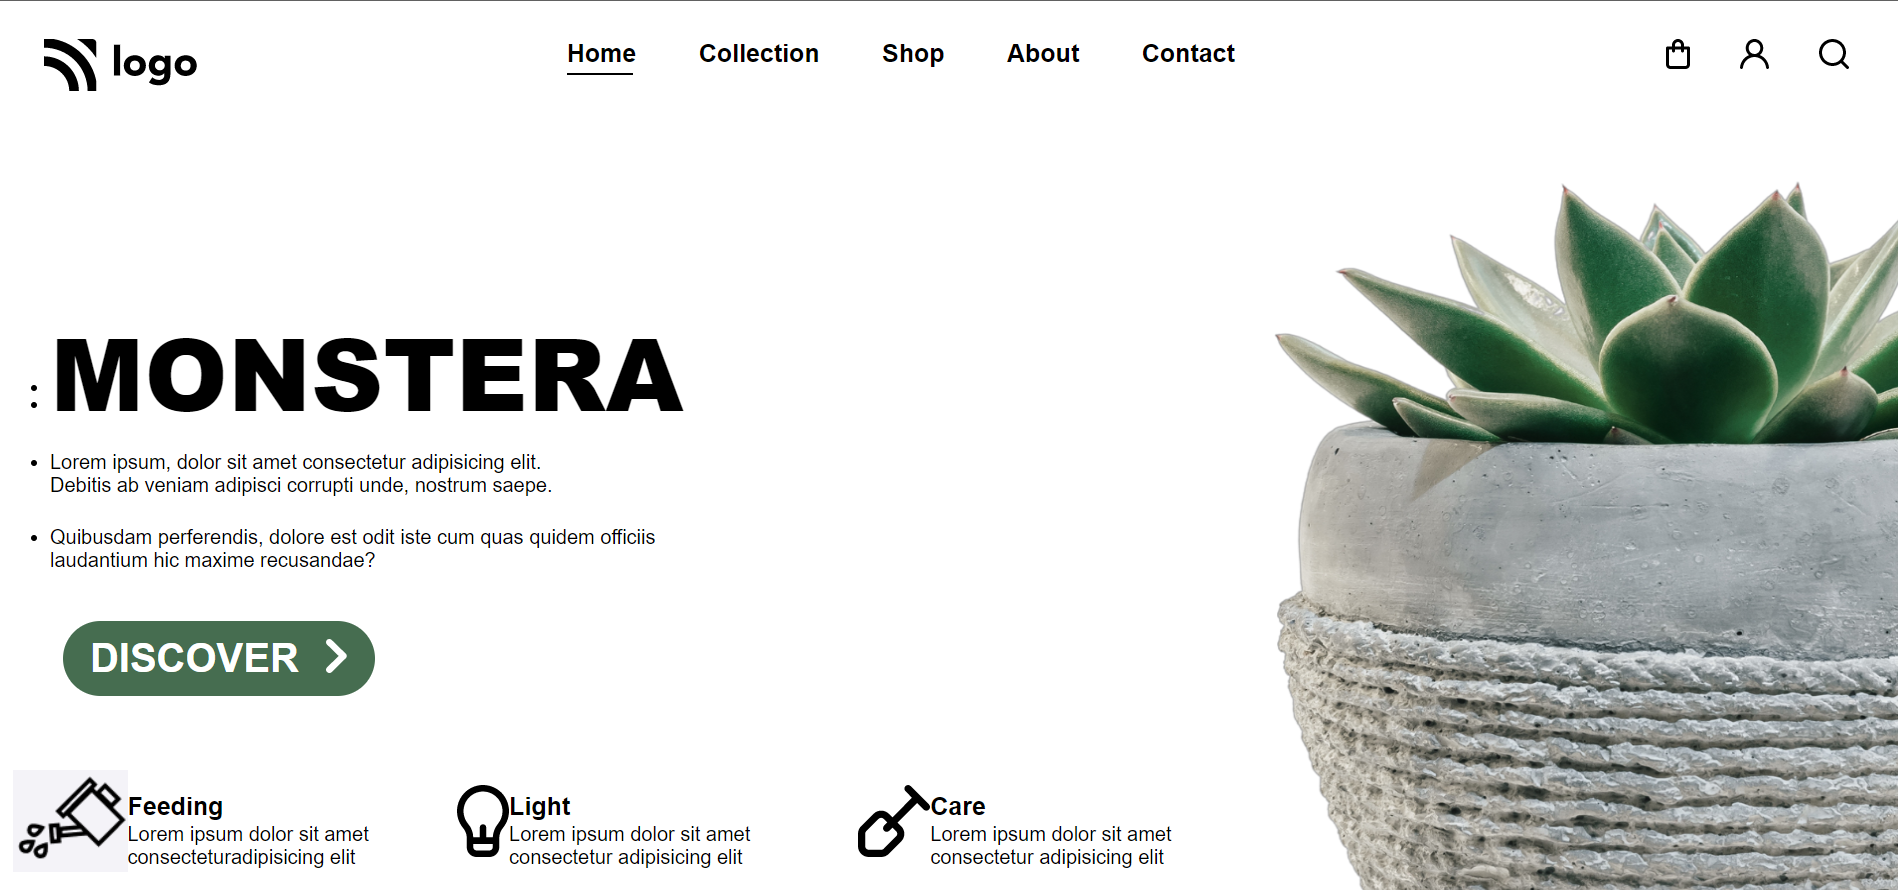 logo
Home Collection Shop About Contact
MONSTERA
Lorem ipsum, dolor sit amet consectetur adipisicing elit.
Debitis ab veniam adipisci corrupti unde, nostrum saepe.
Quibusdam perferendis, dolore est odit iste cum quas quidem officiis
laudantium hic maxime recusandae?
DISCOVER
Feeding
Lorem ipsum dolor sit amet
consecteturadipisicing elit
Light
Lorem ipsum dolor sit amet
consectetur adipisicing elit
Care
Lorem ipsum dolor sit amet
consectetur adipisicing elit